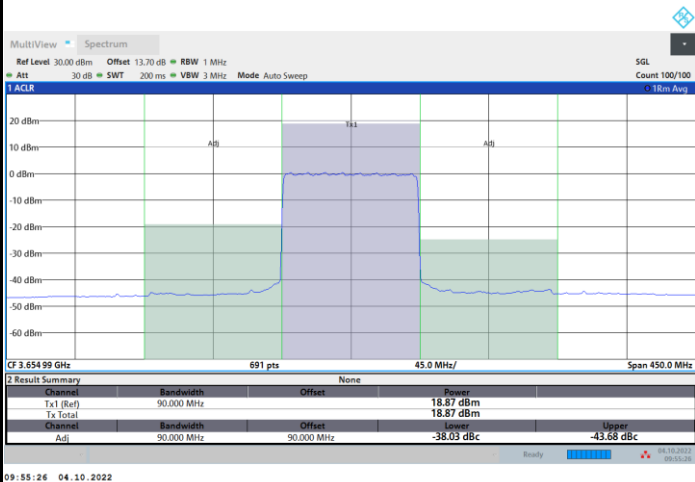 MultiView Spectrum
Ref Level 30.00 dBm Offset 13.70 dB RBW 1 MHz SGL
Att 30 dB SWT 200 ms VBW 3 MHz Mode Auto Sweep Count 100/100
1 ACLR 1Rm Avg
20 dBm
Tx1
10 dBm
Adj Adj
0 dBm
-10 dBm
-20 dBm
-30 dBm
-40 dBm
-50 dBm
-60 dBm
CF 3.654 99 GHz 691 pts 45.0 MHz/ Span 450.0 MHz
2 Result Summary None
Channel Bandwidth Offset Power
Tx1 (Ref) 90.000 MHz 18.87 dBm
Tx Total 18.87 dBm
Channel Bandwidth Offset Lower Upper
Adj 90.000 MHz 90.000 MHz -38.03 dBc -43.68 dBc
Ready 04.10.2022
09:55:26
09:55:26 04.10.2022